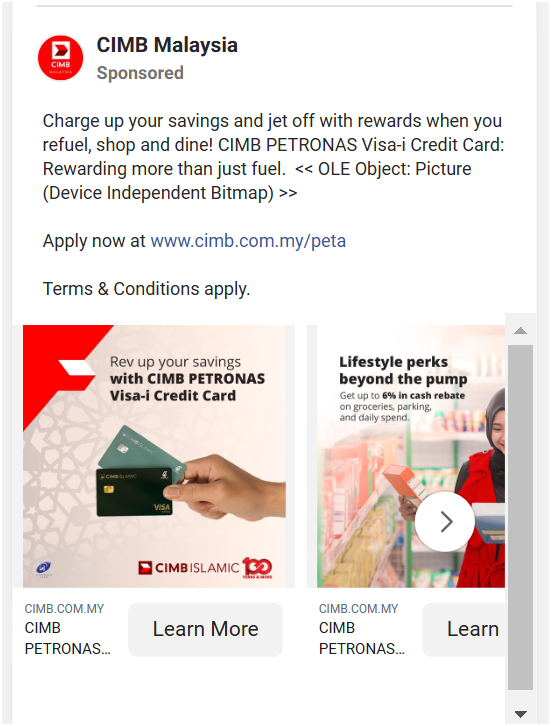 CIMB
MALAYSIA
CIMB Malaysia
Sponsored
Charge up your savings and jet off with rewards when you
refuel, shop and dine! CIMB PETRONAS Visa-i Credit Card:
Rewarding more than just fuel.  << OLE Object: Picture
(Device Independent Bitmap) >>
Apply now at www.cimb.com.my/peta
Terms & Conditions apply.
Rev up your savings
with CIMB PETRONAS
Visa-i Credit Card
CIMB ISLAMIC
CIMB ISLAMIC
VISA
CIMB ISLAMIC 100
YEARS & MORE
Lifestyle perks
beyond the pump
Get up to 6% in cash rebate
on groceries, parking,
and daily spend.
CIMB.COM.MY
CIMB
PETRONAS...
Learn More
CIMB.COM.MY
CIMB
PETRONAS...
Learn